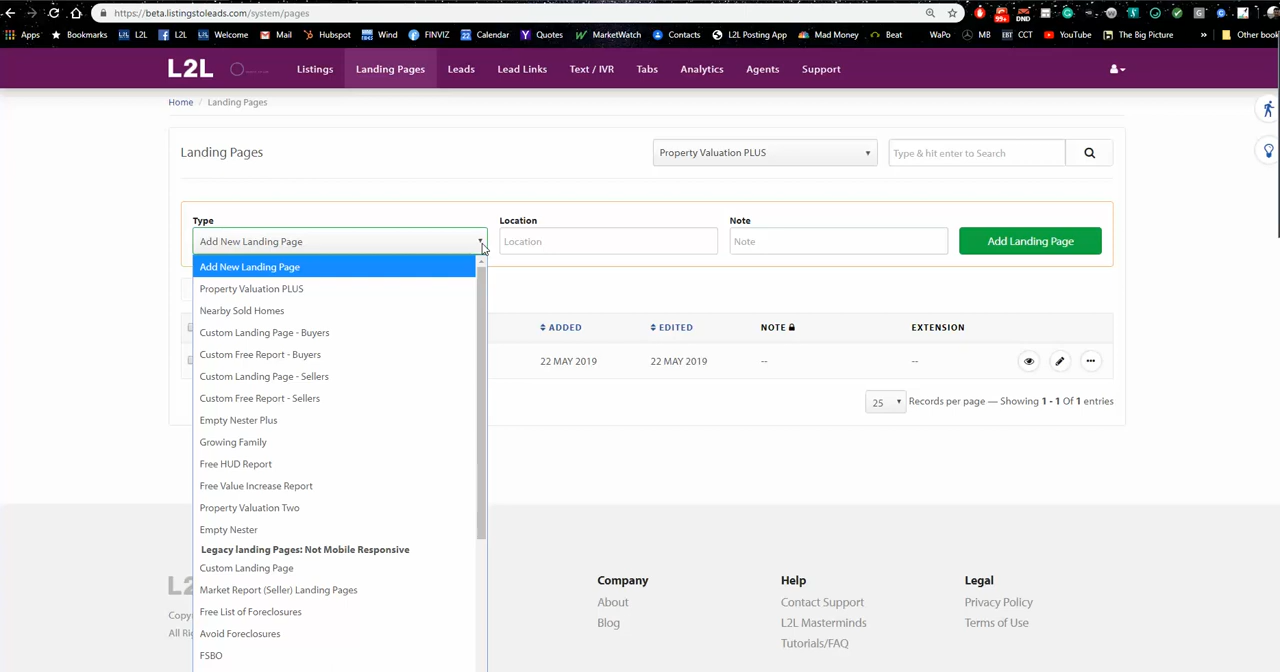 https://beta.listingstoleads.com/system/pages
99+
DND
Apps
Bookmarks
L2L
L2L
Welcome
Mail
Hubspot
Wind
FINVIZ
22 Calendar
Quotes
MarketWatch
Contacts
L2L Posting App
Mad Money
Beat
WaPo
MB
EBT CCT
YouTube
The Big Picture
»
Other book
L2L
Listings
Landing Pages
Leads
Lead Links
Text / IVR
Tabs
Analytics
Agents
Support
Home / Landing Pages
Landing Pages
Property Valuation PLUS
Type & hit enter to Search
Type
Location
Note
Add New Landing Page
Location
Note
Add Landing Page
Add New Landing Page
Property Valuation PLUS
Nearby Sold Homes
Custom Landing Page - Buyers
Custom Free Report - Buyers
Custom Landing Page - Sellers
Custom Free Report - Sellers
Empty Nester Plus
Growing Family
Free HUD Report
Free Value Increase Report
Property Valuation Two
Empty Nester
Legacy landing Pages: Not Mobile Responsive
Custom Landing Page
Market Report (Seller) Landing Pages
Free List of Foreclosures
Avoid Foreclosures
FSBO
ADDED
EDITED
NOTE
EXTENSION
22 MAY 2019
22 MAY 2019
--
--
25
Records per page — Showing 1 - 1 Of 1 entries
L2
Copy
All Ri
Company
About
Blog
Help
Contact Support
L2L Masterminds
Tutorials/FAQ
Legal
Privacy Policy
Terms of Use